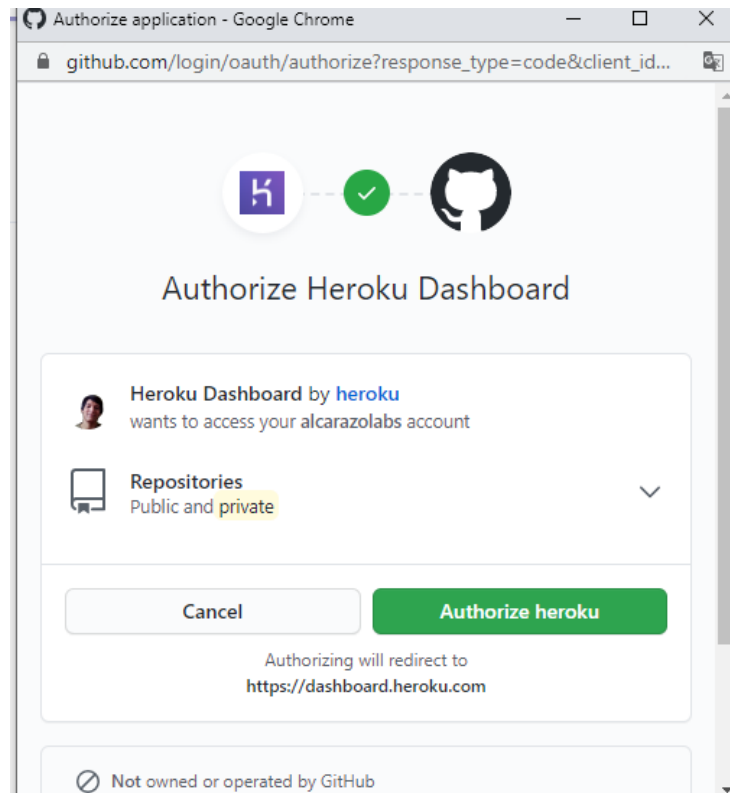 Authorize application - Google Chrome
github.com/login/oauth/authorize?response_type=code&client_id...
Authorize Heroku Dashboard
Heroku Dashboard by heroku
wants to access your alcarazolabs account
Repositories
Public and private
Cancel
Authorize heroku
Authorizing will redirect to
https://dashboard.heroku.com
Not owned or operated by GitHub